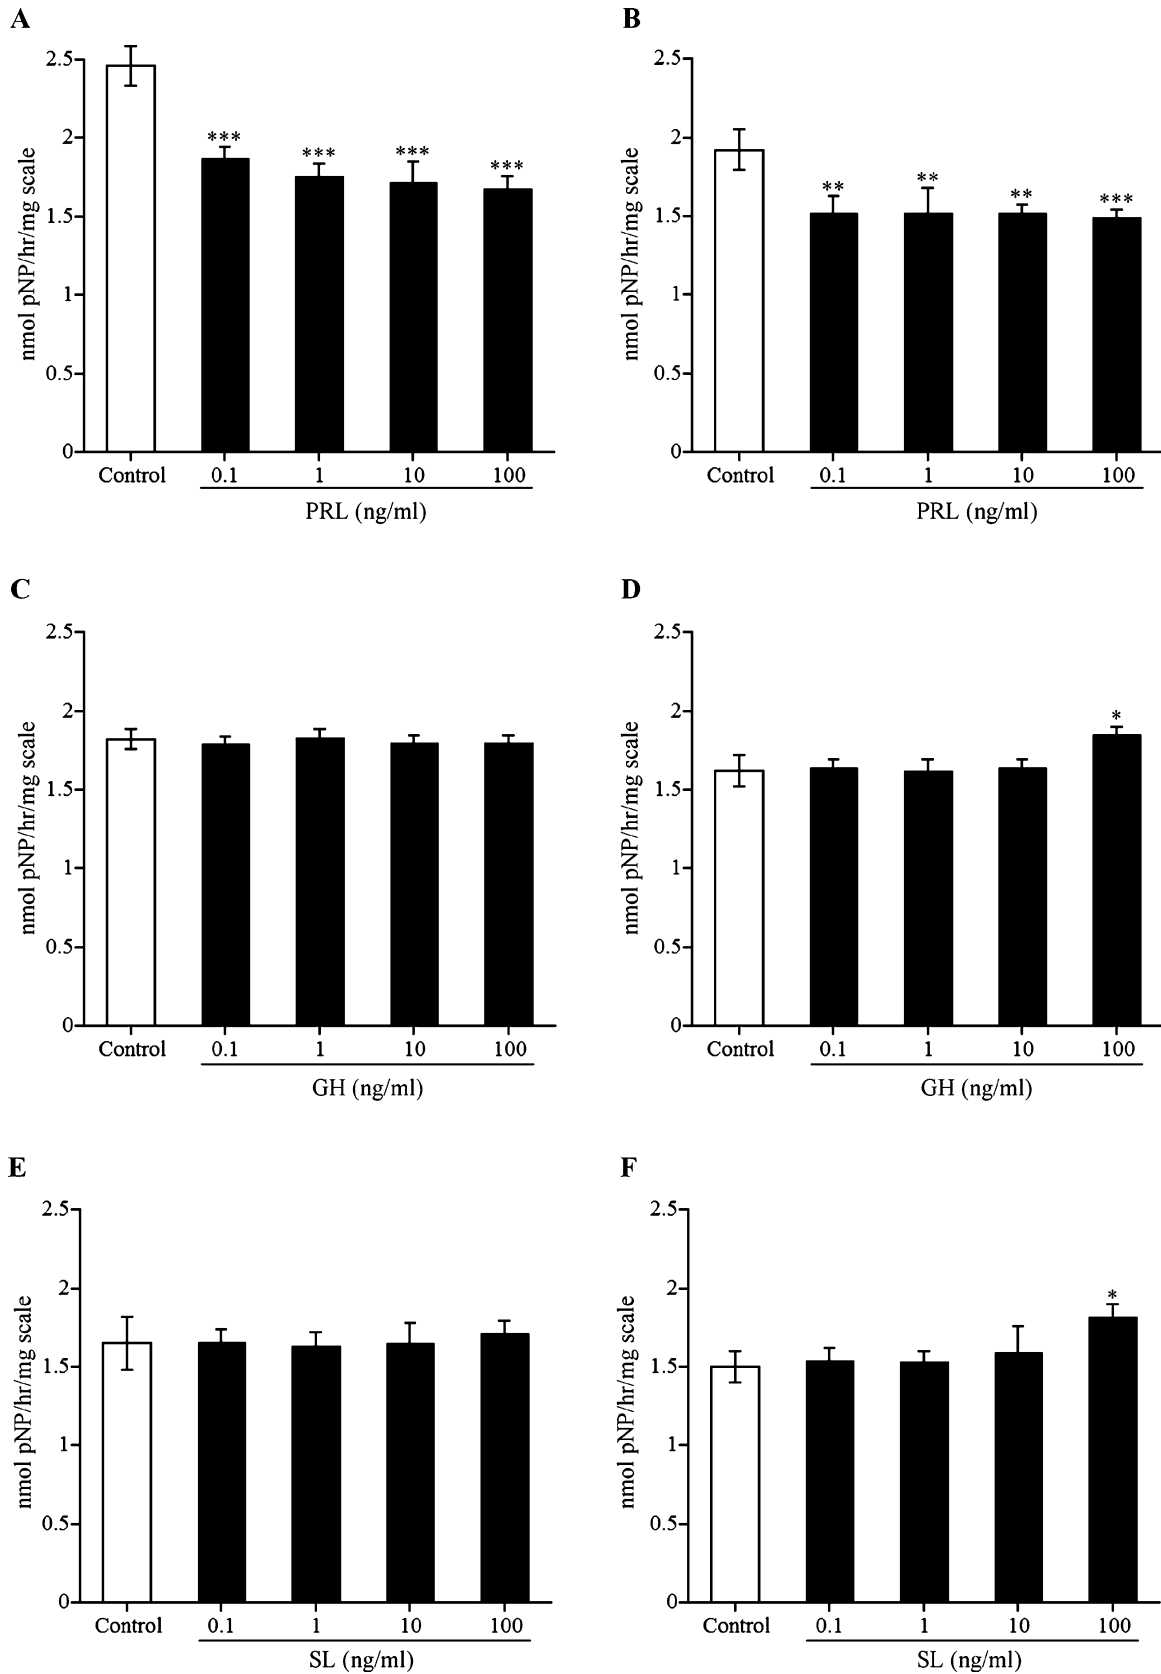 A
nmol pNP/hr/mg scale
2.5
2
1.5
1
0.5
0
***
***
***
***
Control 0.1 1 10 100
PRL (ng/ml)
B
nmol pNP/hr/mg scale
2.5
2
1.5
1
0.5
0
**
**
**
***
Control 0.1 1 10 100
PRL (ng/ml)
C
nmol pNP/hr/mg scale
2.5
2
1.5
1
0.5
0
Control 0.1 1 10 100
GH (ng/ml)
D
nmol pNP/hr/mg scale
2.5
2
1.5
1
0.5
0
*
Control 0.1 1 10 100
GH (ng/ml)
E
nmol pNP/hr/mg scale
2.5
2
1.5
1
0.5
0
Control 0.1 1 10 100
SL (ng/ml)
F
nmol pNP/hr/mg scale
2.5
2
1.5
1
0.5
0
*
Control 0.1 1 10 100
SL (ng/ml)